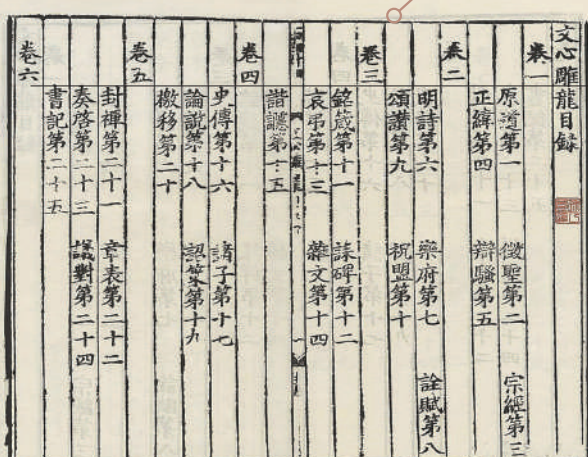 文心雕龍目録
卷一
原道第一 徵聖第二 宗經第三
正緯第四 辯騷第五
卷二
明詩第六 樂府第七 詮賦第八
頌讚第九 祝盟第十
卷三
銘箴第十一 誄碑第十二
哀吊第十三 雜文第十四
諧讔第十五
卷四
史傳第十六 諸子第十七
論說第十八 詔策第十九
檄移第二十
卷五
封禪第二十一 章表第二十二
奏啓第二十三 議對第二十四
書記第二十五
卷六